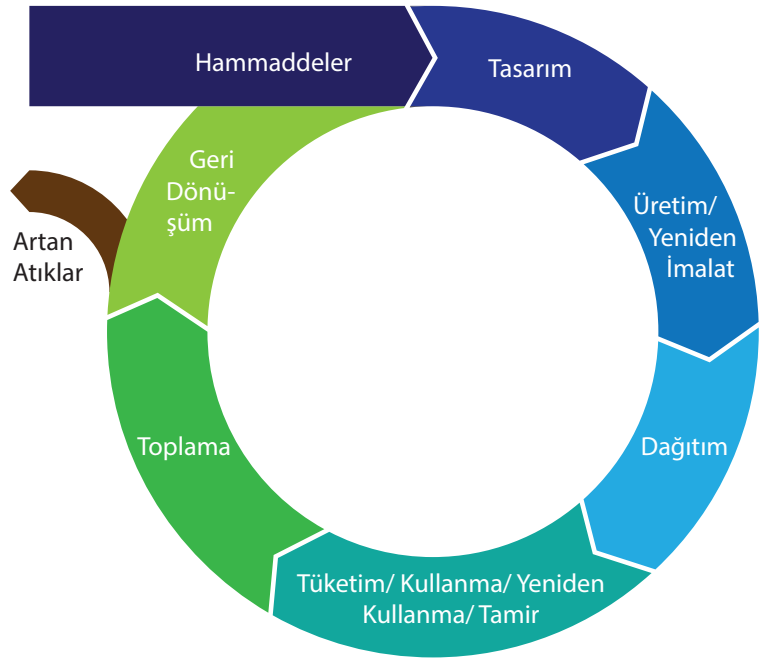 Hammaddeler
Tasarım
Üretim/
Yeniden
İmalat
Dağıtım
Tüketim/ Kullanma/ Yeniden
Kullanma/ Tamir
Toplama
Geri
Dönü-
şüm
Artan
Atıklar